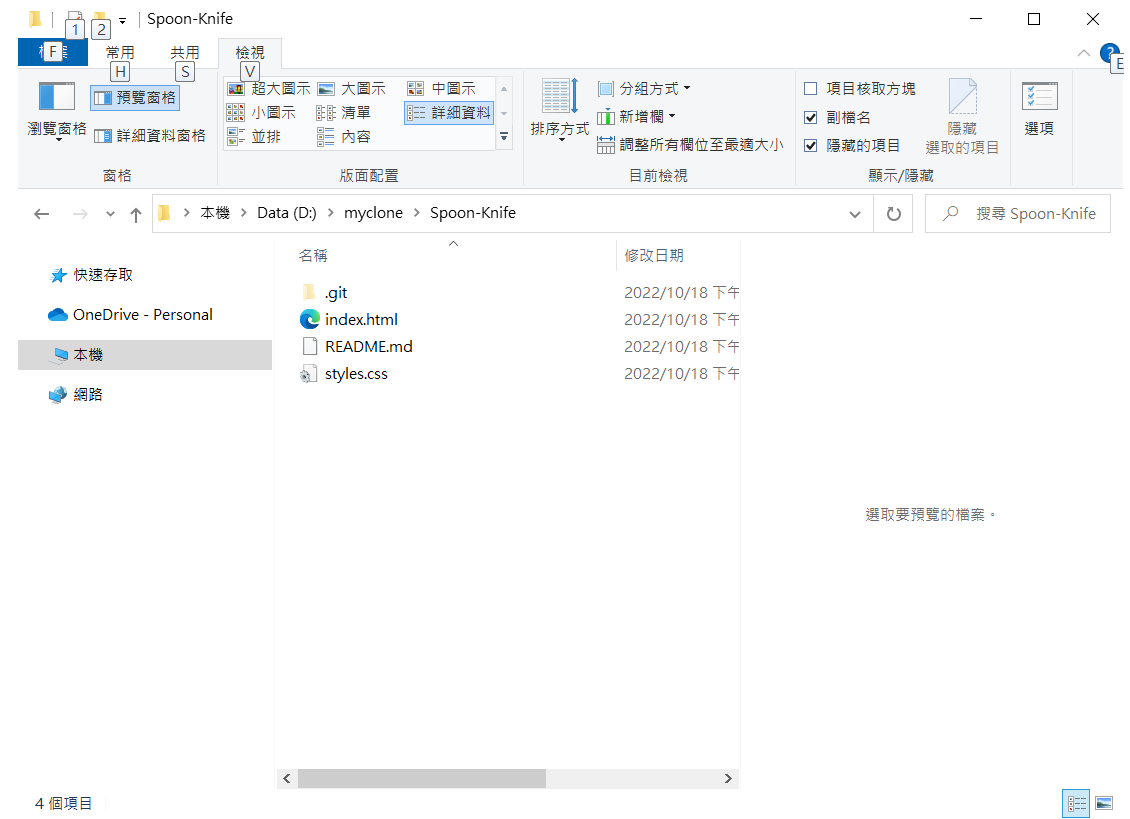 1 2 Spoon-Knife
F 常用 共用 檢視
H S V E
瀏覽窗格 預覽窗格 詳細資料窗格
窗格
超大圖示 大圖示 中圖示
小圖示 清單 詳細資料
並排 內容
版面配置
排序方式
分組方式
新增欄
調整所有欄位至最適大小
目前檢視
項目核取方塊
副檔名
隱藏的項目
隱藏
選取的項目
顯示/隱藏
選項
本機 Data (D:) myclone Spoon-Knife
搜尋 Spoon-Knife
快速存取
OneDrive - Personal
本機
網路
名稱 修改日期
.git 2022/10/18 下午
index.html 2022/10/18 下午
README.md 2022/10/18 下午
styles.css 2022/10/18 下午
選取要預覽的檔案。
4 個項目